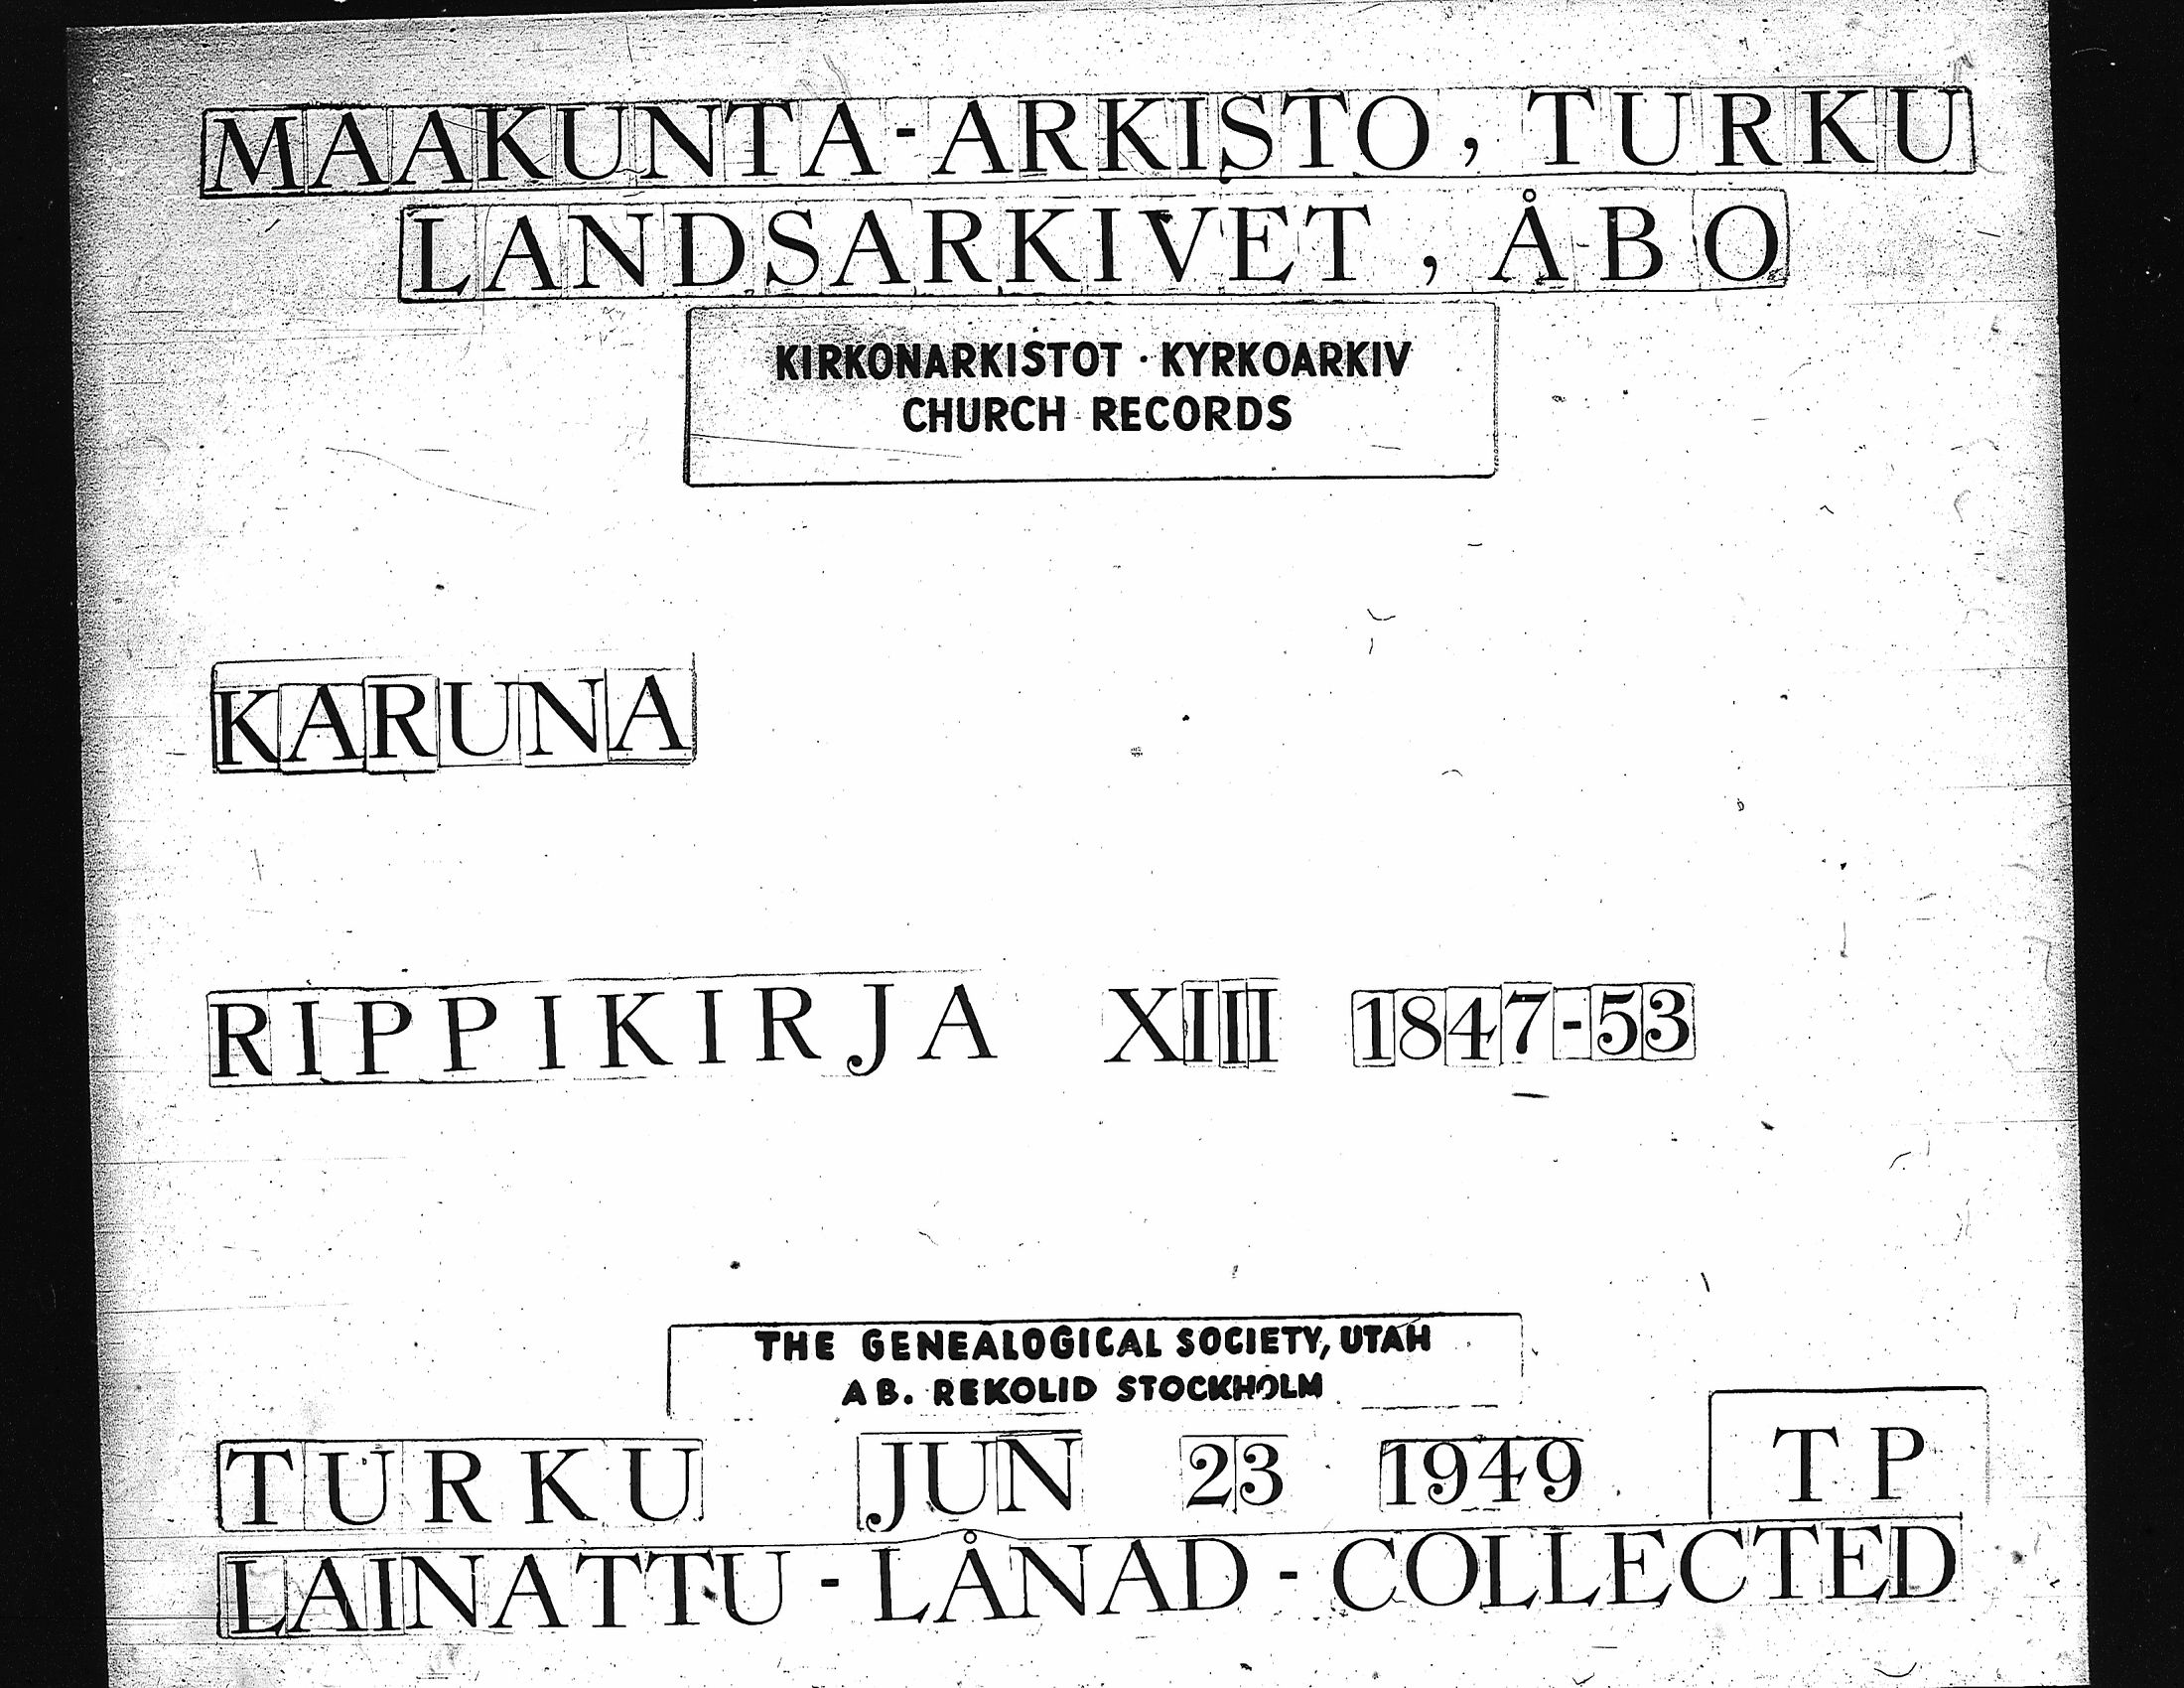 MAAKUNTA-ARKISTO, TURKU
LANDSARKIVET, ÅBO
KIRKONARKISTOT · KYRKOARKIV
CHURCH RECORDS
KARUNA
RIPPIKIRJA XIII 1847-53
THE GENEALOGICAL SOCIETY, UTAH
AB. REKOLID STOCKHOLM
TURKU JUN 23 1949 TP
LAINATTU - LÅNAD - COLLECTED